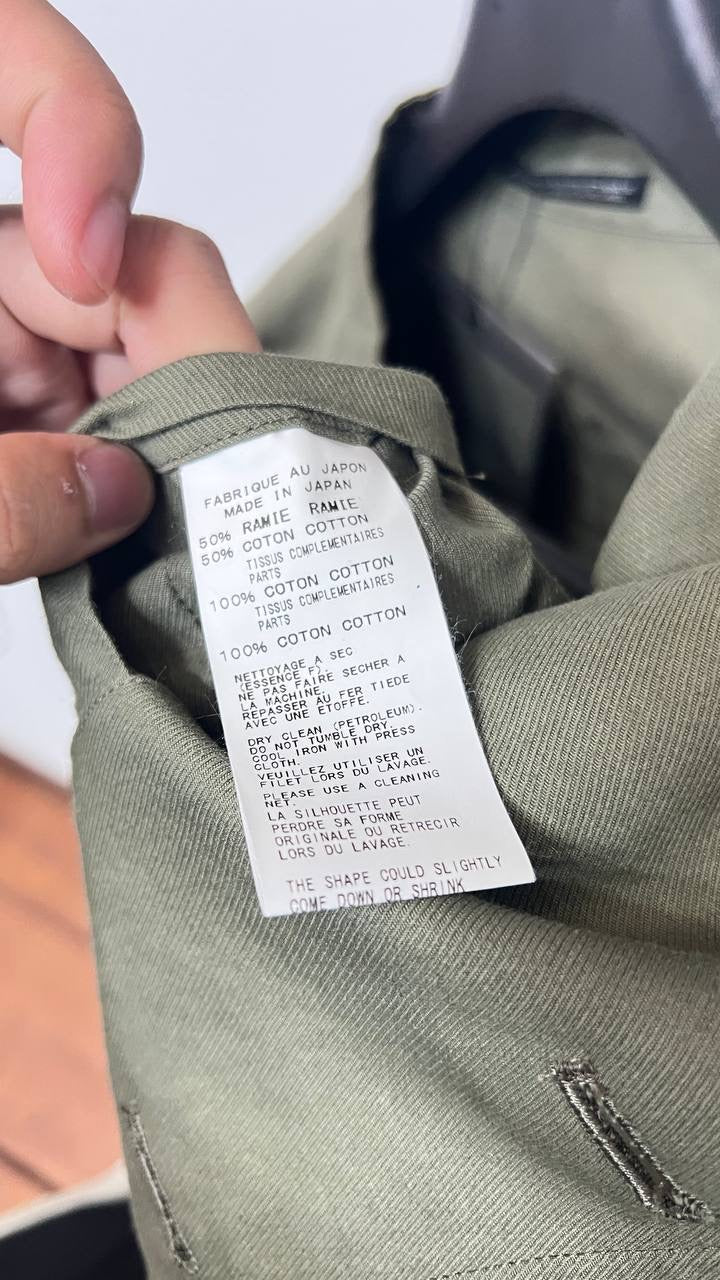 FABRIQUE AU JAPON
MADE IN JAPAN
50% RAMIE RAMIE
50% COTON COTTON
TISSUS COMPLEMENTAIRES
PARTS
100% COTON COTTON
TISSUS COMPLEMENTAIRES
PARTS
100% COTON COTTON
NETTOYAGE A SEC
(ESSENCE F).
NE PAS FAIRE SECHER A
LA MACHINE.
REPASSER AU FER TIEDE
AVEC UNE ETOFFE.
DRY CLEAN (PETROLEUM).
DO NOT TUMBLE DRY.
COOL IRON WITH PRESS
CLOTH.
VEUILLEZ UTILISER UN
FILET LORS DU LAVAGE.
PLEASE USE A CLEANING
NET.
LA SILHOUETTE PEUT
PERDRE SA FORME
ORIGINALE OU RETRECIR
LORS DU LAVAGE.
THE SHAPE COULD SLIGHTLY
COME DOWN OR SHRINK